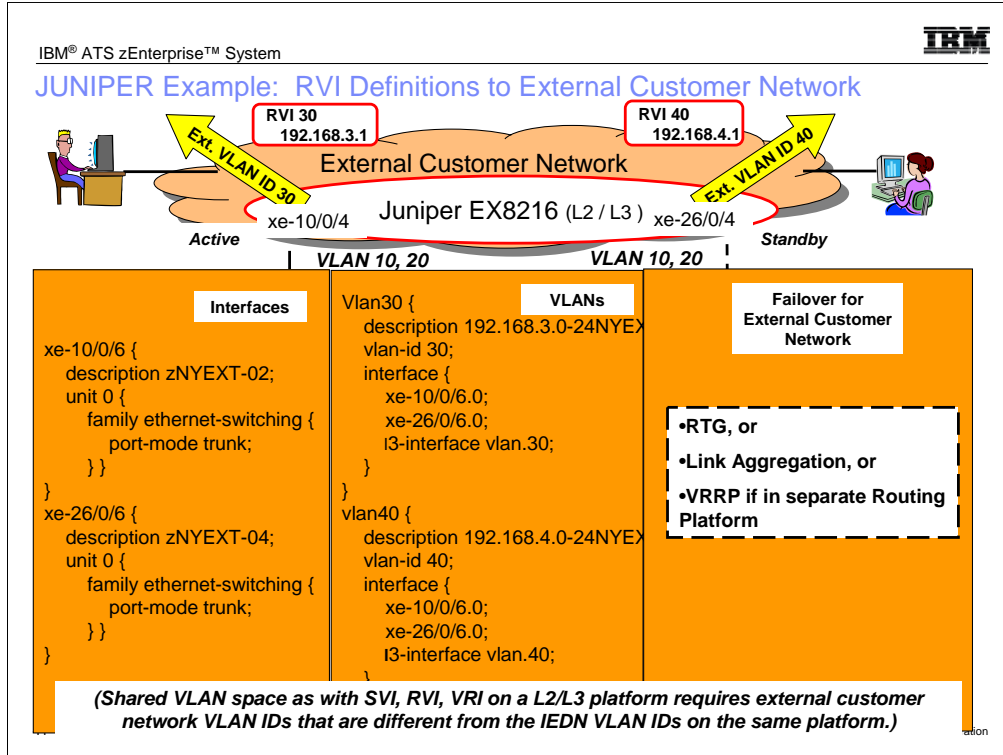 IBM® ATS zEnterprise™ System
IBM
JUNIPER Example: RVI Definitions to External Customer Network
RVI 30
192.168.3.1
RVI 40
192.168.4.1
Ext. VLAN ID 30
Ext. VLAN ID 40
External Customer Network
Juniper EX8216 (L2 / L3 )
xe-10/0/4
xe-26/0/4
Active
Standby
VLAN 10, 20
VLAN 10, 20
Interfaces
xe-10/0/6 {
description zNYEXT-02;
unit 0 {
family ethernet-switching {
port-mode trunk;
} }
}
xe-26/0/6 {
description zNYEXT-04;
unit 0 {
family ethernet-switching {
port-mode trunk;
} }
}
VLANs
Vlan30 {
description 192.168.3.0-24NYEX
vlan-id 30;
interface {
xe-10/0/6.0;
xe-26/0/6.0;
l3-interface vlan.30;
}
}
vlan40 {
description 192.168.4.0-24NYEX
vlan-id 40;
interface {
xe-10/0/6.0;
xe-26/0/6.0;
l3-interface vlan.40;
}
Failover for
External Customer
Network
•RTG, or
•Link Aggregation, or
•VRRP if in separate Routing
Platform
(Shared VLAN space as with SVI, RVI, VRI on a L2/L3 platform requires external customer
network VLAN IDs that are different from the IEDN VLAN IDs on the same platform.)
ation